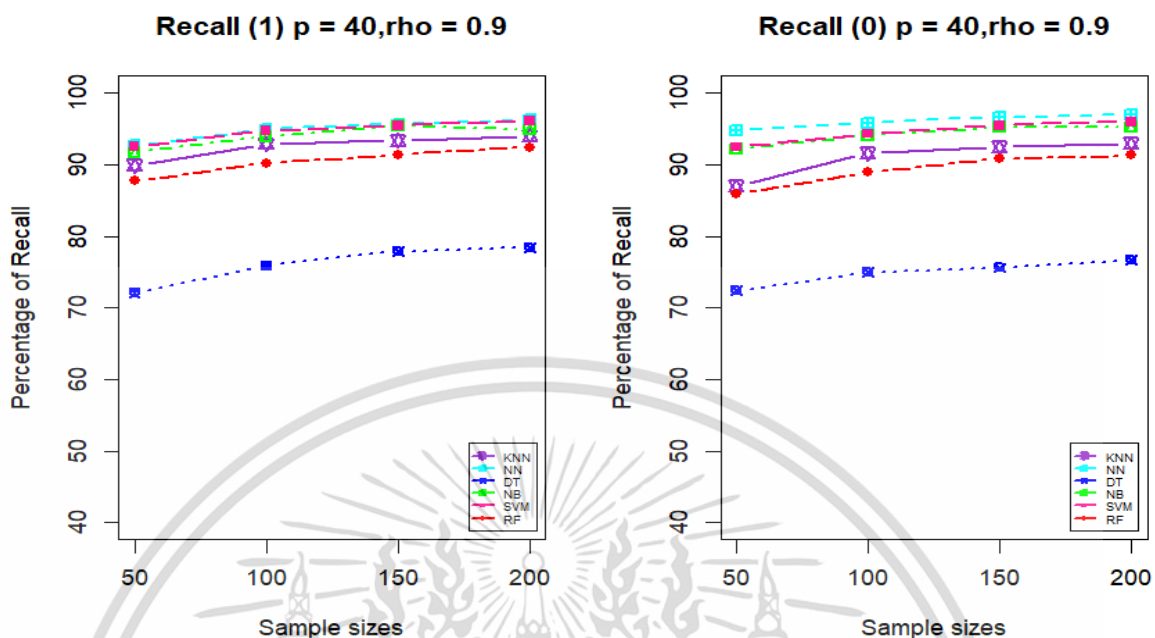 Recall (1) p = 40,rho = 0.9
Percentage of Recall
100
90
80
70
60
50
40
KNN
NN
DT
NB
SVM
RF
50 100 150 200
Sample sizes
Recall (0) p = 40,rho = 0.9
Percentage of Recall
100
90
80
70
60
50
40
KNN
NN
DT
NB
SVM
RF
50 100 150 200
Sample sizes